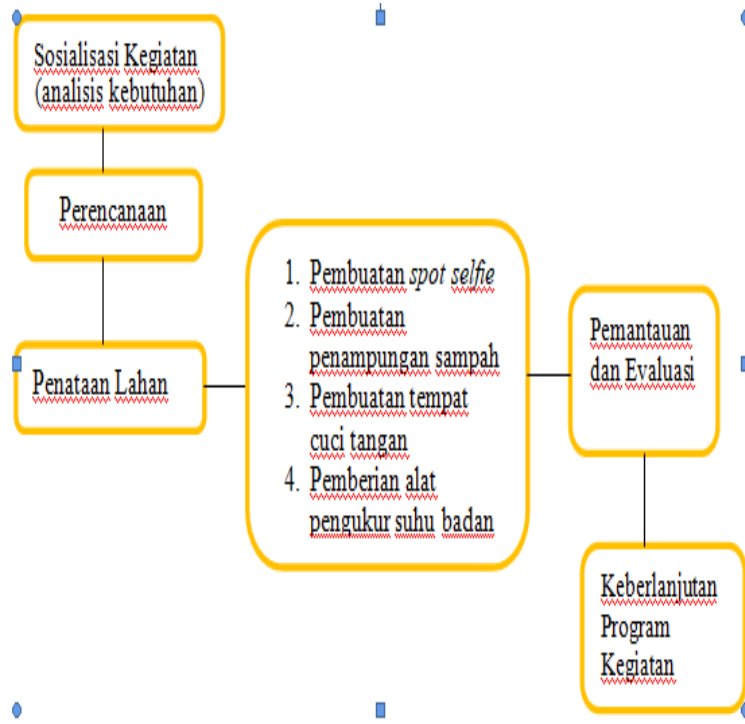 Sosialisasi Kegiatan
(analisis kebutuhan)
Perencanaan
Penataan Lahan
1. Pembuatan spot selfie
2. Pembuatan
penampungan sampah
3. Pembuatan tempat
cuci tangan
4. Pemberian alat
pengukur suhu badan
Pemantauan
dan Evaluasi
Keberlanjutan
Program
Kegiatan